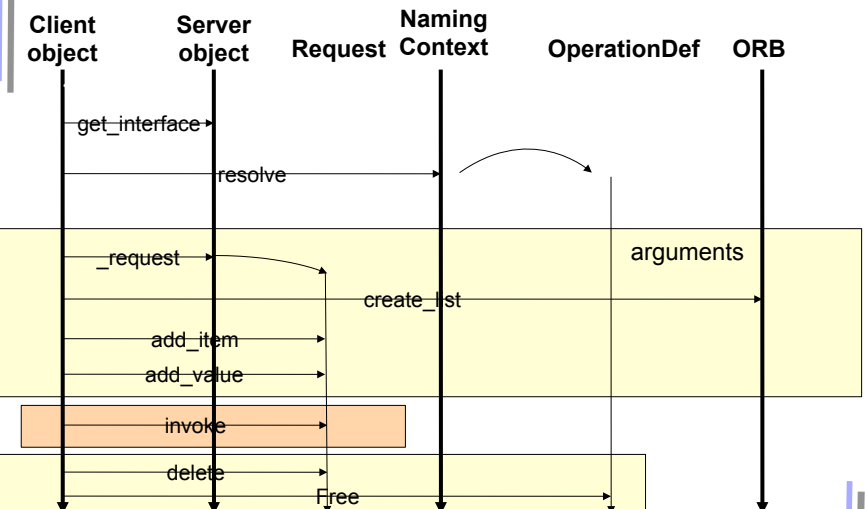 Client
object
Server
object
Request
Naming
Context
OperationDef
ORB
get_interface
resolve
_request
arguments
create_list
add_item
add_value
invoke
delete
Free